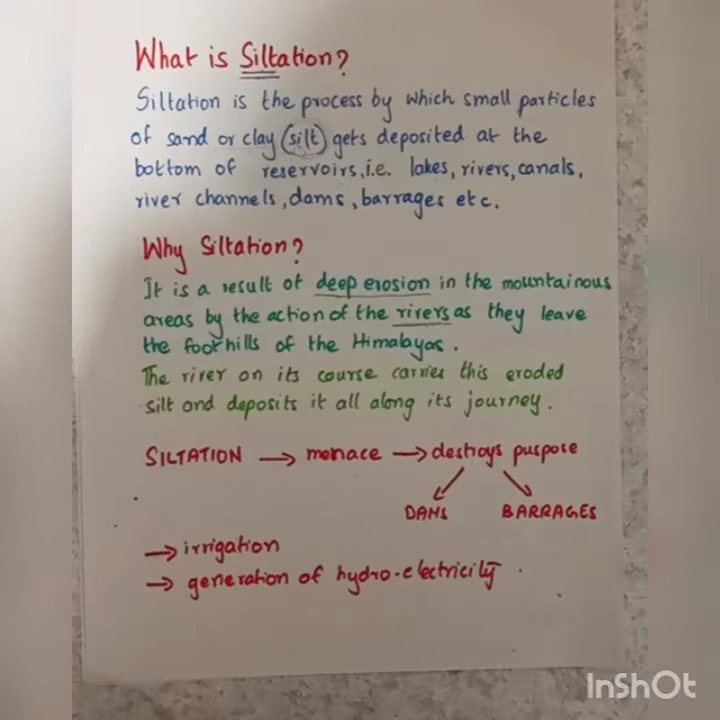 What is Siltation?
Siltation is the process by which small particles
of sand or clay (silt) gets deposited at the
bottom of reservoirs, i.e. lakes, rivers, canals,
river channels, dams, barrages etc.
Why Siltation?
It is a result of deep erosion in the mountainous
areas by the action of the rivers as they leave
the foothills of the Himalayas.
The river on its course carries this eroded
silt and deposits it all along its journey.
SILTATION → menace → destroys puspose
DAMS BARRAGES
→ irrigation
→ generation of hydro-electricity.
InShOt